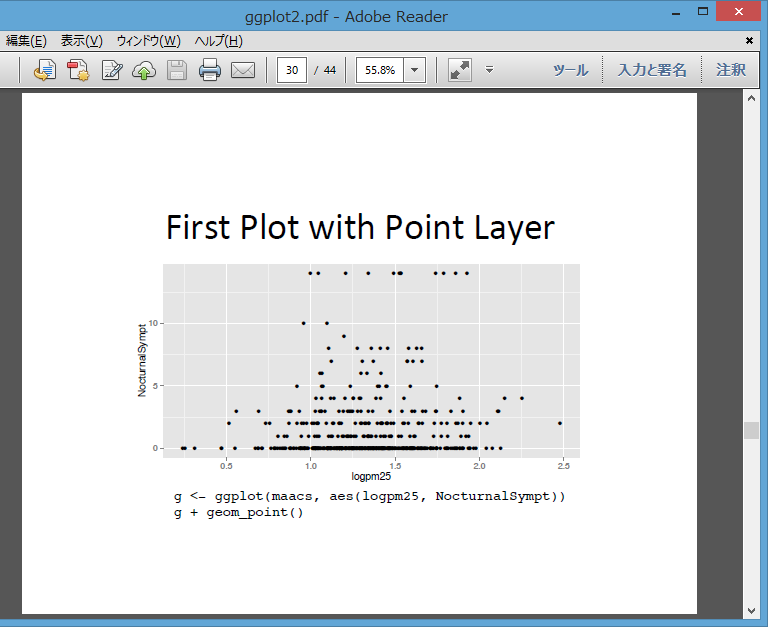 ggplot2.pdf - Adobe Reader
編集(E) 表示(V) ウィンドウ(W) ヘルプ(H)
30 / 44 55.8% ツール 入力と署名 注釈
First Plot with Point Layer
NocturnalSympt
10
5
0
0.5 1.0 1.5 2.0 2.5
logpm25
g <- ggplot(maacs, aes(logpm25, NocturnalSympt))
g + geom_point()